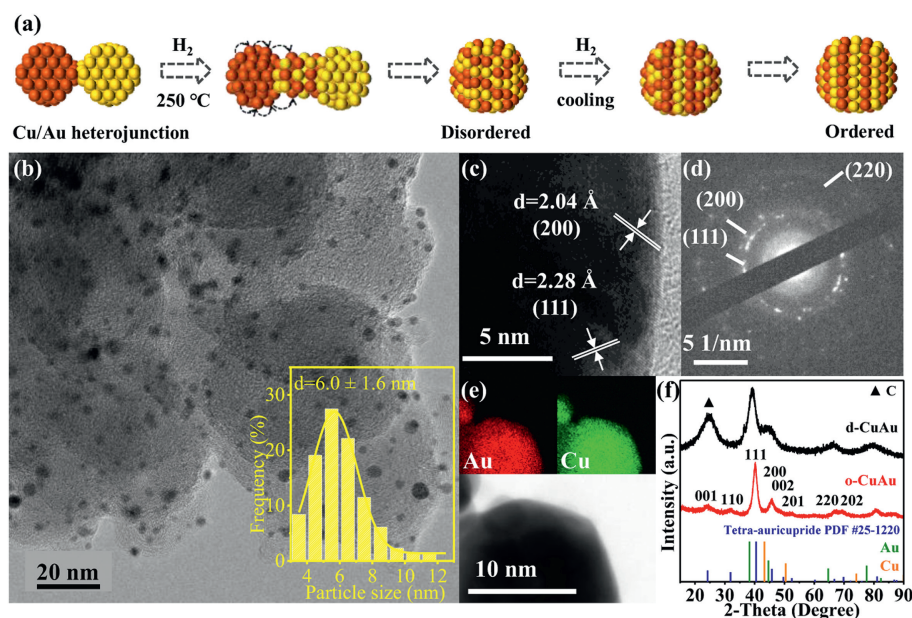 (a)
H2
H2
250 °C
cooling
Cu/Au heterojunction
Disordered
Ordered
(b)
d=6.0 ± 1.6 nm
30
20
10
0
Frequency (%)
4 6 8 10 12
Particle size (nm)
20 nm
(c)
d=2.04 Å
(200)
d=2.28 Å
(111)
5 nm
(d)
(220)
(200)
(111)
5 1/nm
(e)
Au
Cu
10 nm
(f)
▲ C
▲
d-CuAu
111
200
002
o-CuAu
001 110 201 220 202
Tetra-auricupride PDF #25-1220
Au
Cu
Intensity (a.u.)
20 30 40 50 60 70 80 90
2-Theta (Degree)